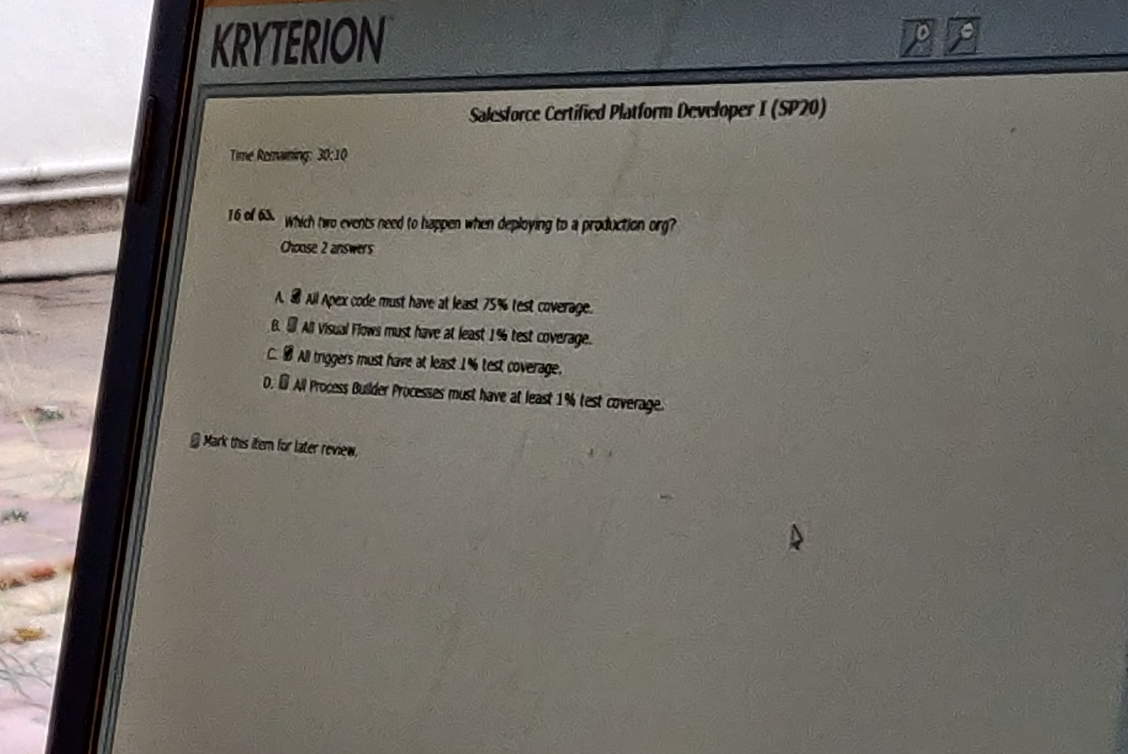 KRYTERION
Salesforce Certified Platform Developer I (SP20)
Time Remaining: 30:10
16 of 63. Which two events need to happen when deploying to a production org?
Choose 2 answers
A. All Apex code must have at least 75% test coverage.
B. All Visual Flows must have at least 1% test coverage.
C. All triggers must have at least 1% test coverage.
D. All Process Builder Processes must have at least 1% test coverage.
Mark this item for later review.